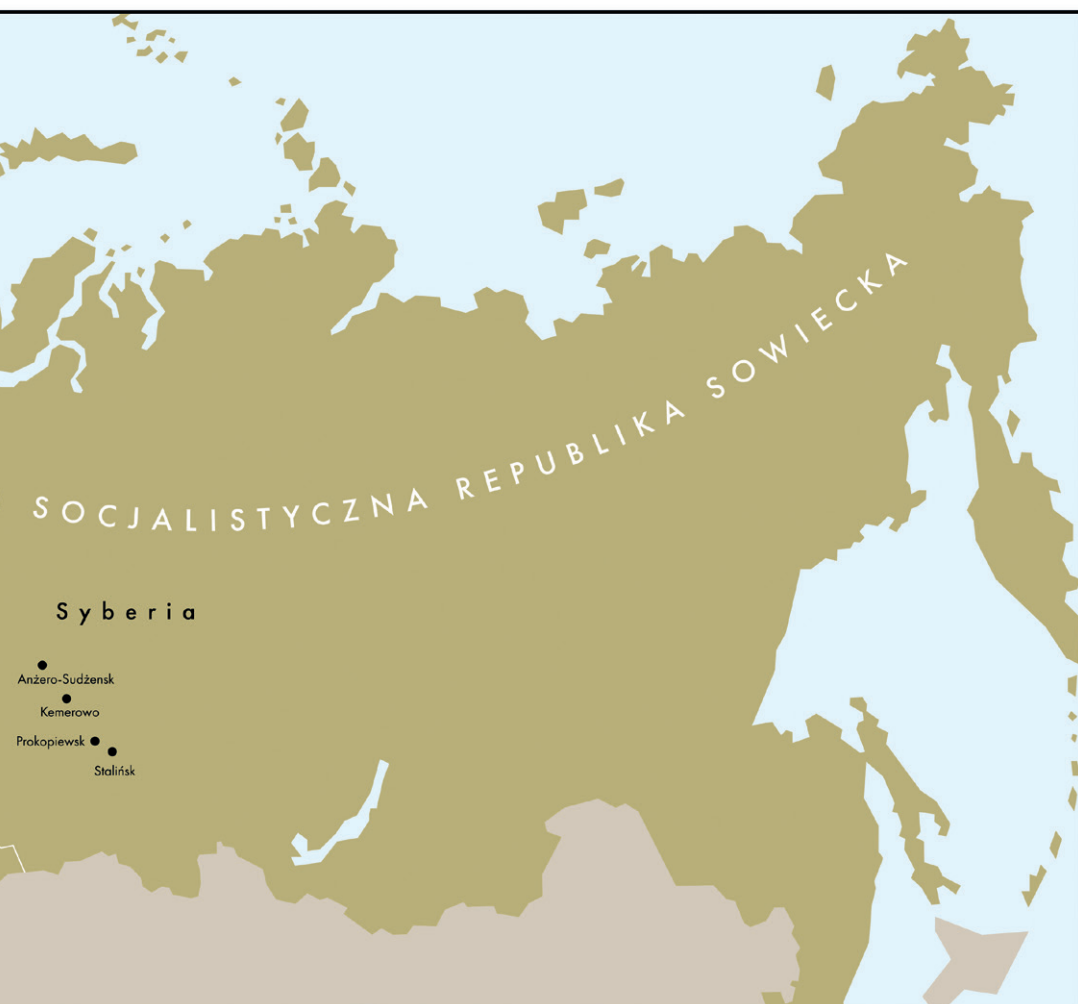 SOCJALISTYCZNA REPUBLIKA SOWIECKA
Syberia
Anżero-Sudżensk
Kemerowo
Prokopiewsk
Stalińsk